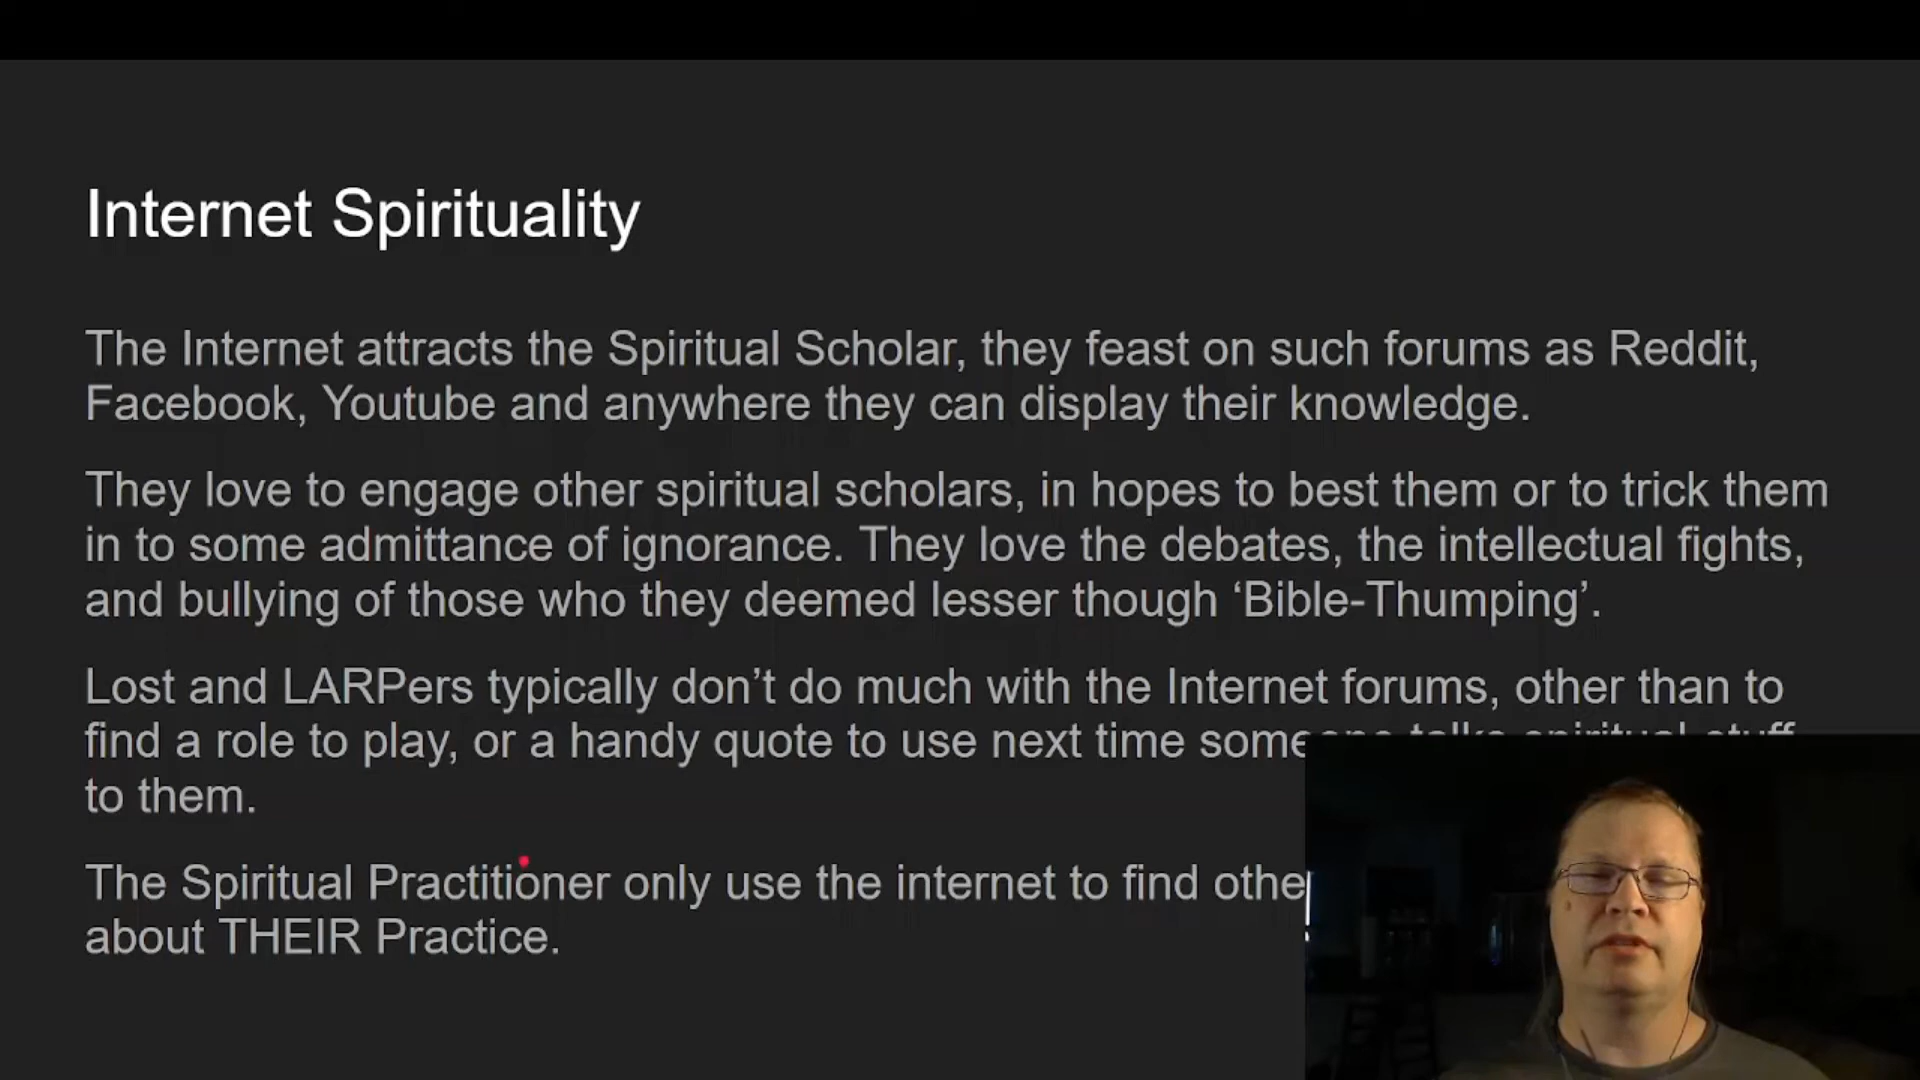 Internet Spirituality
The Internet attracts the Spiritual Scholar, they feast on such forums as Reddit,
Facebook, Youtube and anywhere they can display their knowledge.
They love to engage other spiritual scholars, in hopes to best them or to trick them
in to some admittance of ignorance. They love the debates, the intellectual fights,
and bullying of those who they deemed lesser though ‘Bible-Thumping’.
Lost and LARPers typically don’t do much with the Internet forums, other than to
find a role to play, or a handy quote to use next time someone talks spiritual stuff
to them.
The Spiritual Practitioner only use the internet to find othe
about THEIR Practice.